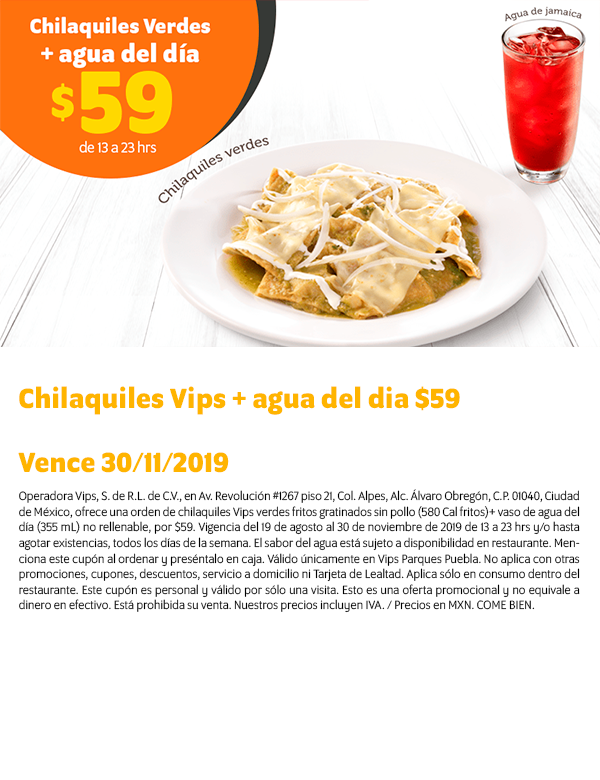 Chilaquiles Verdes
+ agua del día
$59
de 13 a 23 hrs
Agua de jamaica
Chilaquiles verdes
Chilaquiles Vips + agua del dia $59
Vence 30/11/2019
Operadora Vips, S. de R.L. de C.V., en Av. Revolución #1267 piso 21, Col. Alpes, Alc. Álvaro Obregón, C.P. 01040, Ciudad
de México, ofrece una orden de chilaquiles Vips verdes fritos gratinados sin pollo (580 Cal fritos)+ vaso de agua del
día (355 mL) no rellenable, por $59. Vigencia del 19 de agosto al 30 de noviembre de 2019 de 13 a 23 hrs y/o hasta
agotar existencias, todos los días de la semana. El sabor del agua está sujeto a disponibilidad en restaurante. Men-
ciona este cupón al ordenar y preséntalo en caja. Válido únicamente en Vips Parques Puebla. No aplica con otras
promociones, cupones, descuentos, servicio a domicilio ni Tarjeta de Lealtad. Aplica sólo en consumo dentro del
restaurante. Este cupón es personal y válido por sólo una visita. Esto es una oferta promocional y no equivale a
dinero en efectivo. Está prohibida su venta. Nuestros precios incluyen IVA. / Precios en MXN. COME BIEN.